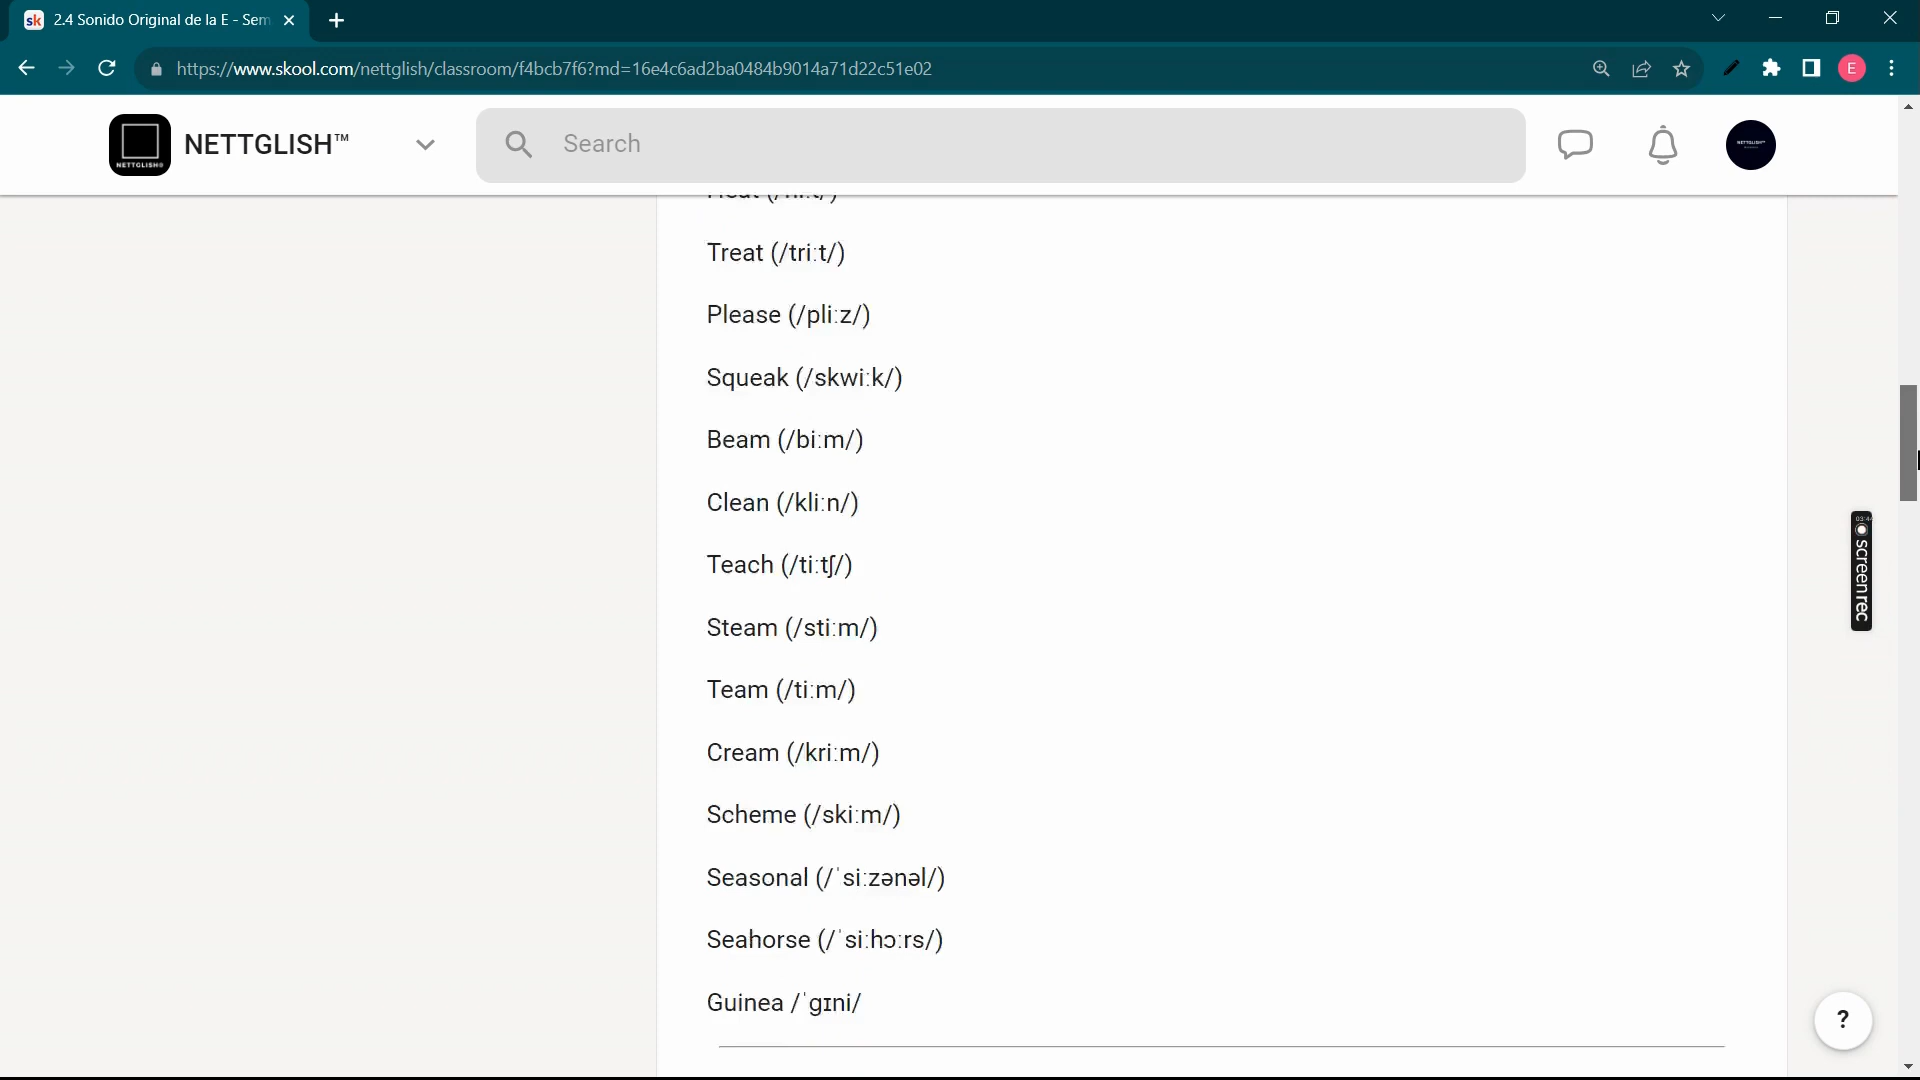 2.4 Sonido Original de la E - Sem
https://www.skool.com/nettglish/classroom/f4bcb7f6?md=16e4c6ad2ba0484b9014a71d22c51e02
E
NETTGLISH®
NETTGLISH™
Search
Treat (/triːt/)
Please (/pliːz/)
Squeak (/skwiːk/)
Beam (/biːm/)
Clean (/kliːn/)
Teach (/tiːtʃ/)
Steam (/stiːm/)
Team (/tiːm/)
Cream (/kriːm/)
Scheme (/skiːm/)
Seasonal (/ˈsiːzənəl/)
Seahorse (/ˈsiːhɔːrs/)
Guinea /ˈɡɪni/
screenrec
?